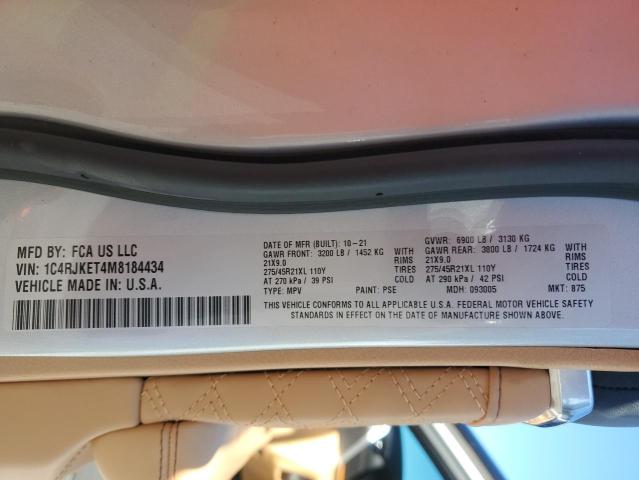 MFD BY: FCA US LLC
VIN: 1C4RJKET4M8184434
VEHICLE MADE IN: U.S.A.
DATE OF MFR (BUILT): 10-21 GVWR: 6900 LB / 3130 KG
GAWR FRONT: 3200 LB / 1452 KG WITH GAWR REAR: 3800 LB / 1724 KG WITH
21X9.0 RIMS 21X9.0 RIMS
275/45R21XL 110Y TIRES 275/45R21XL 110Y TIRES
AT 270 kPa / 39 PSI COLD AT 290 kPa / 42 PSI COLD
TYPE: MPV PAINT: PSE MDH: 093005 MKT: 875
THIS VEHICLE CONFORMS TO ALL APPLICABLE U.S.A. FEDERAL MOTOR VEHICLE SAFETY
STANDARDS IN EFFECT ON THE DATE OF MANUFACTURE SHOWN ABOVE.